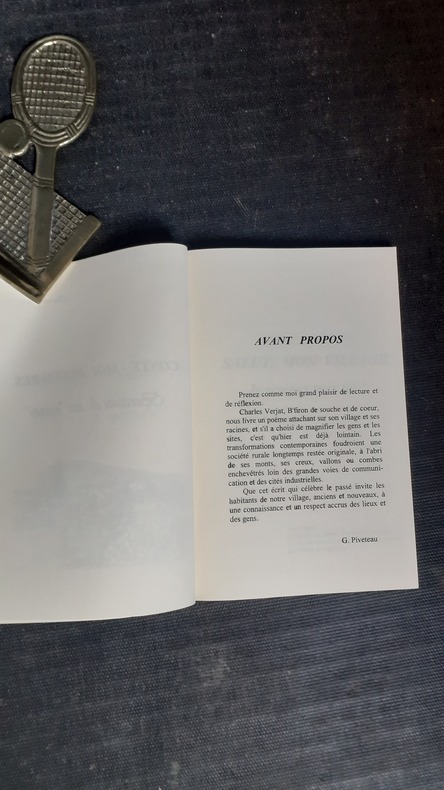 AVANT PROPOS
Prenez comme moi grand plaisir de lecture et
de réflexion.
Charles Verjat, B'firon de souche et de coeur,
nous livre un poème attachant sur son village et ses
racines, et s'il a choisi de magnifier les gens et les
sites, c'est qu'hier est déjà lointain. Les
transformations contemporaines foudroient une
société rurale longtemps restée originale, à l'abri
de ses monts, ses creux, vallons ou combes
enchevêtrés loin des grandes voies de communi-
cation et des cités industrielles.
Que cet écrit qui célèbre le passé invite les
habitants de notre village, anciens et nouveaux, à
une connaissance et un respect accrus des lieux et
des gens.
G. Piveteau